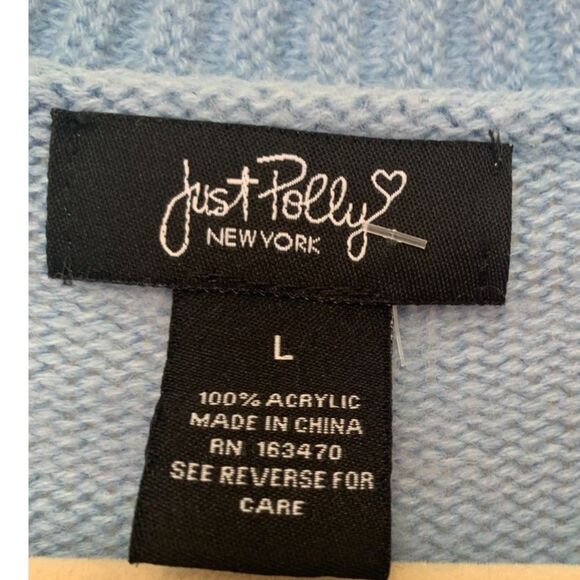 Just Polly
NEW YORK
L
100% ACRYLIC
MADE IN CHINA
RN 163470
SEE REVERSE FOR
CARE